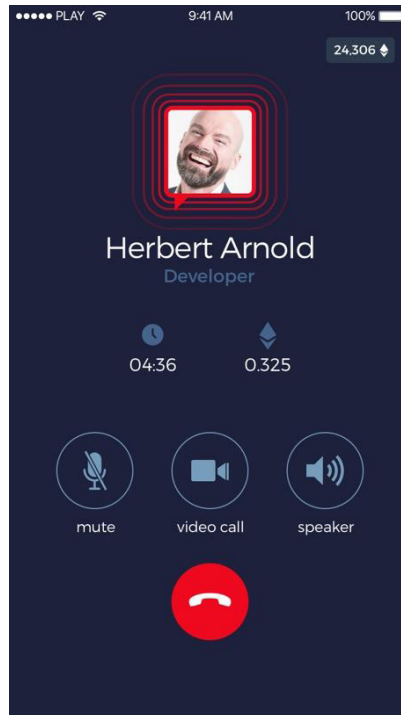 PLAY 9:41 AM 100%
24,306
Herbert Arnold
Developer
04:36 0.325
mute video call speaker